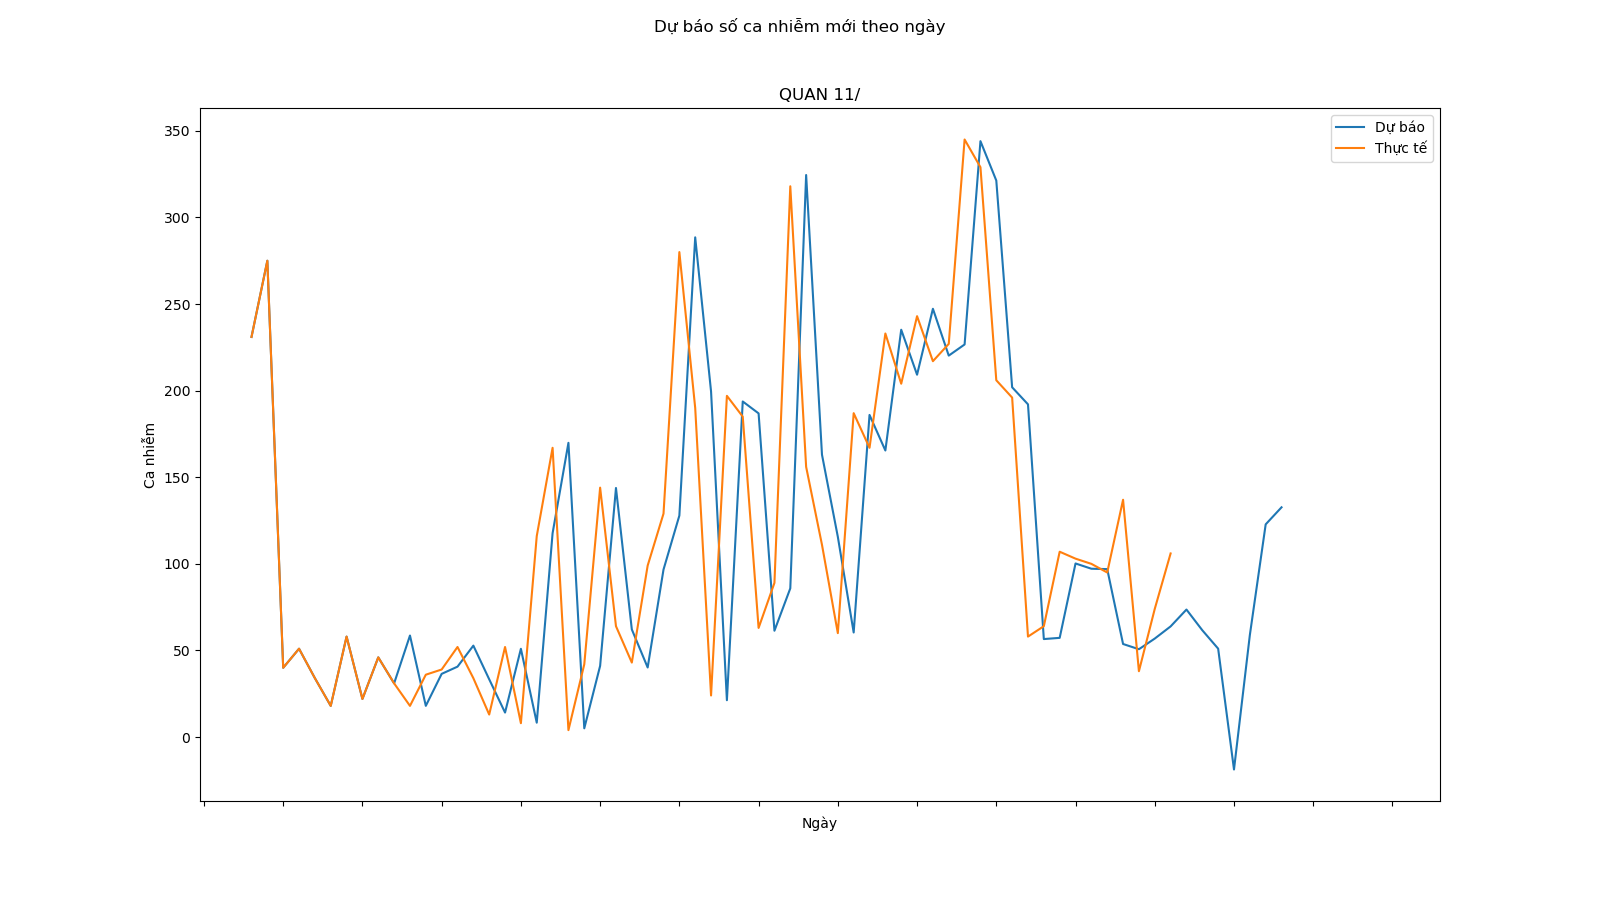 Dự báo số ca nhiễm mới theo ngày
QUAN 11/
Dự báo
Thực tế
350
300
250
200
150
100
50
0
Ca nhiễm
Ngày